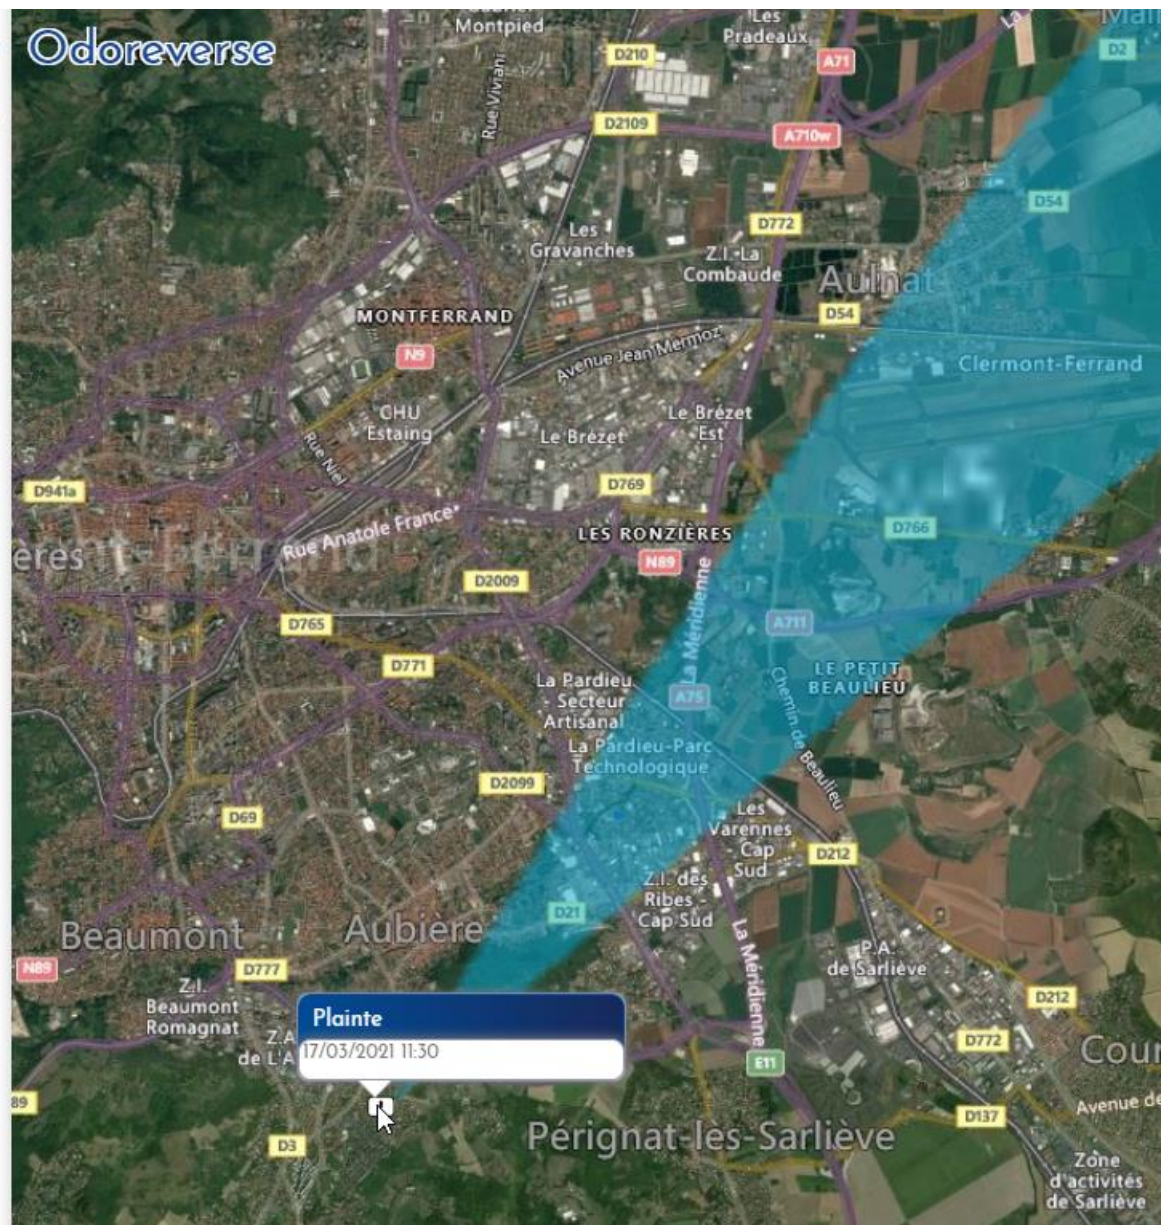 Odoreverse
Montpied
Les
Pradeaux
La
D210
A71
D2
Rue Viviani
D2109
A710w
D54
D772
Les
Gravanches
Z.I. La
Combaude
Aulnat
MONTFERRAND
D54
N9
Avenue Jean Mermoz
Clermont-Ferrand
CHU
Estaing
Le Brézet
Est
Le Brézet
Rue Niel
D941a
D769
Rue Anatole France
D766
LES RONZIÈRES
N89
D2009
La Méridienne
D765
A711
D771
La Pardieu
- Secteur
Artisanal
LE PETIT
BEAULIEU
A75
Chemin de Beaulieu
La Pardieu-Parc
Technologique
D2099
D69
Les
Varennes
- Cap
Sud
D212
Z.I. des
Ribes -
Cap Sud
D21
Beaumont
Aubière
La Méridienne
P.A.
de Sarliève
N89
D777
Z.I.
Beaumont
Romagnat
D212
Plainte
Z.A
de L'A
17/03/2021 11:30
D772
Cour
E11
89
D137
Avenue de
Pérignat-lès-Sarliève
D3
Zone
d'activités
de Sarliève